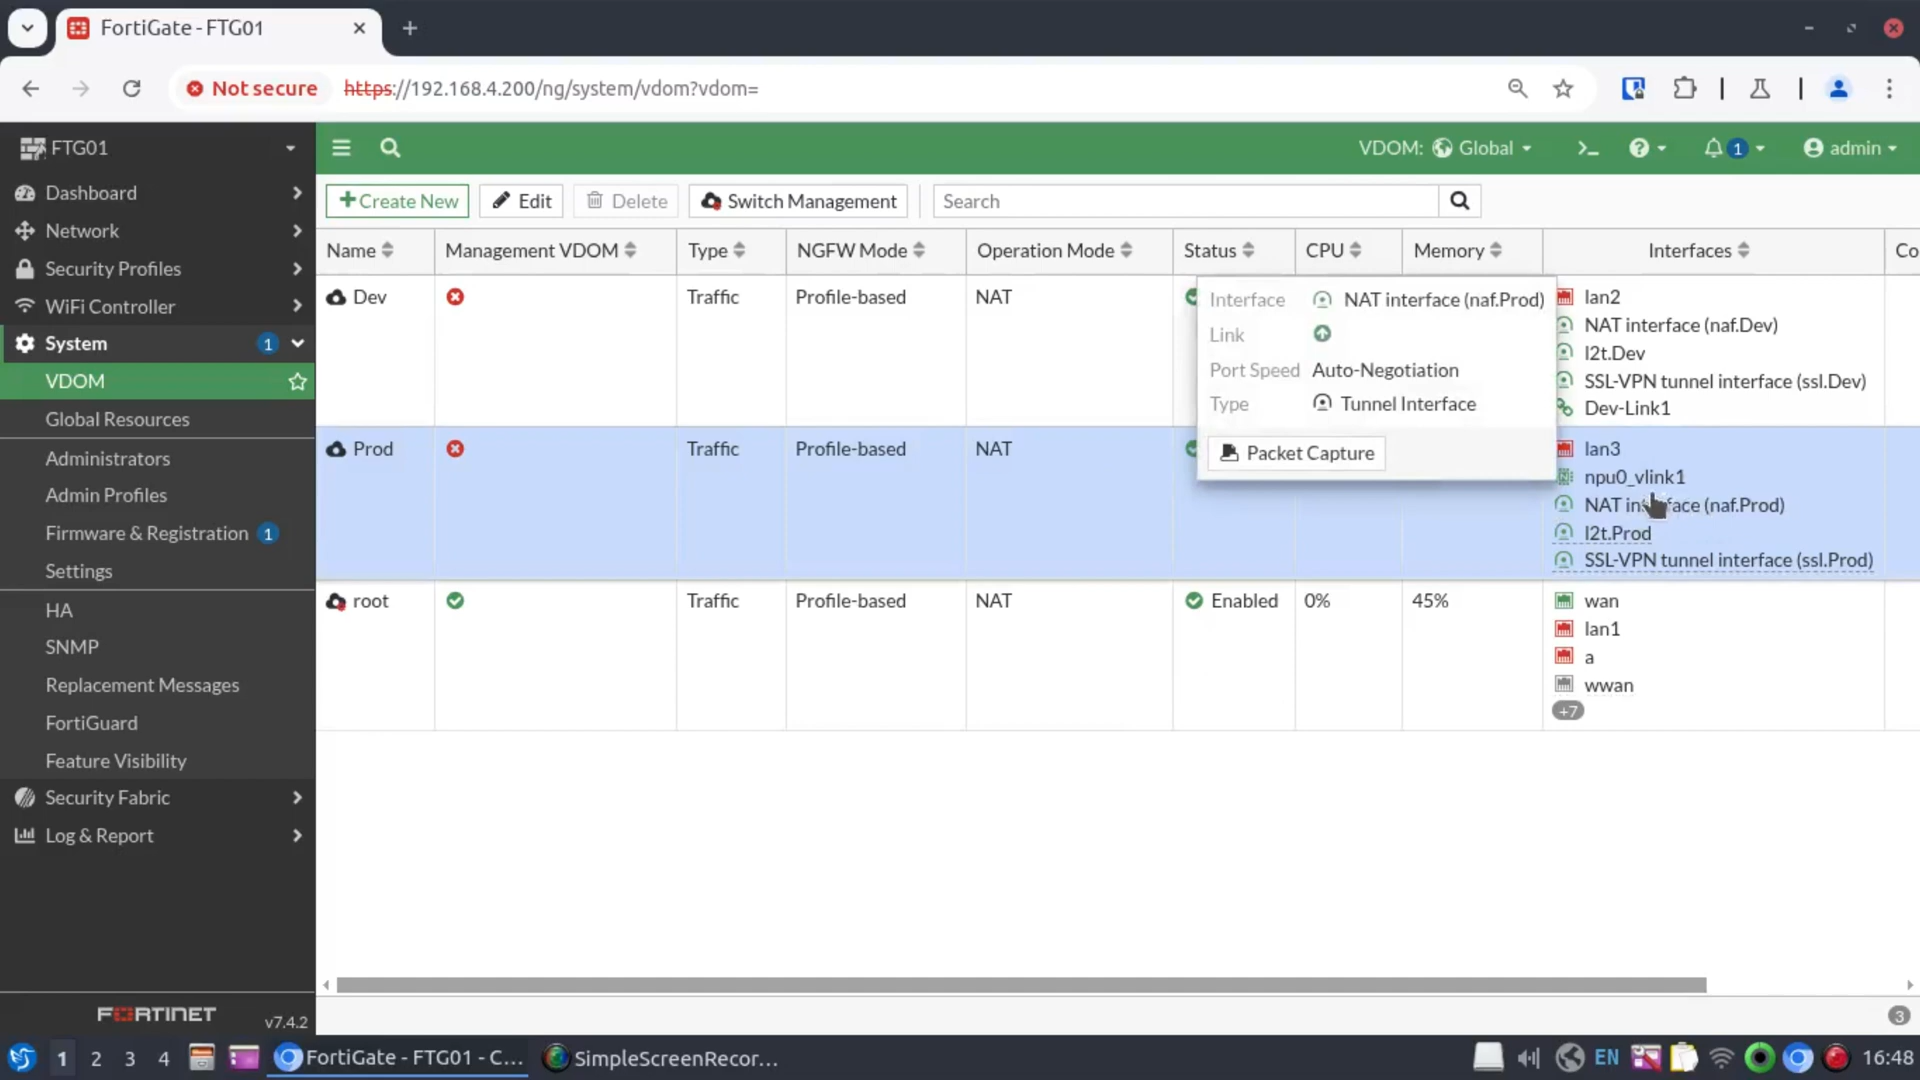 FortiGate - FTG01
Not secure https://192.168.4.200/ng/system/vdom?vdom=
FTG01
VDOM: Global
1
admin
Dashboard
Network
Security Profiles
WiFi Controller
System 1
VDOM
Global Resources
Administrators
Admin Profiles
Firmware & Registration 1
Settings
HA
SNMP
Replacement Messages
FortiGuard
Feature Visibility
Security Fabric
Log & Report
FORTINET v7.4.2
Create New Edit Delete Switch Management Search
Name Management VDOM Type NGFW Mode Operation Mode Status CPU Memory Interfaces Co
Dev Traffic Profile-based NAT
lan2
NAT interface (naf.Dev)
l2t.Dev
SSL-VPN tunnel interface (ssl.Dev)
Dev-Link1
Interface NAT interface (naf.Prod)
Link
Port Speed Auto-Negotiation
Type Tunnel Interface
Packet Capture
Prod Traffic Profile-based NAT
lan3
npu0_vlink1
NAT interface (naf.Prod)
l2t.Prod
SSL-VPN tunnel interface (ssl.Prod)
root Traffic Profile-based NAT Enabled 0% 45%
wan
lan1
a
wwan
+7
3
1 2 3 4 FortiGate - FTG01 - C... SimpleScreenRecor... EN 16:48